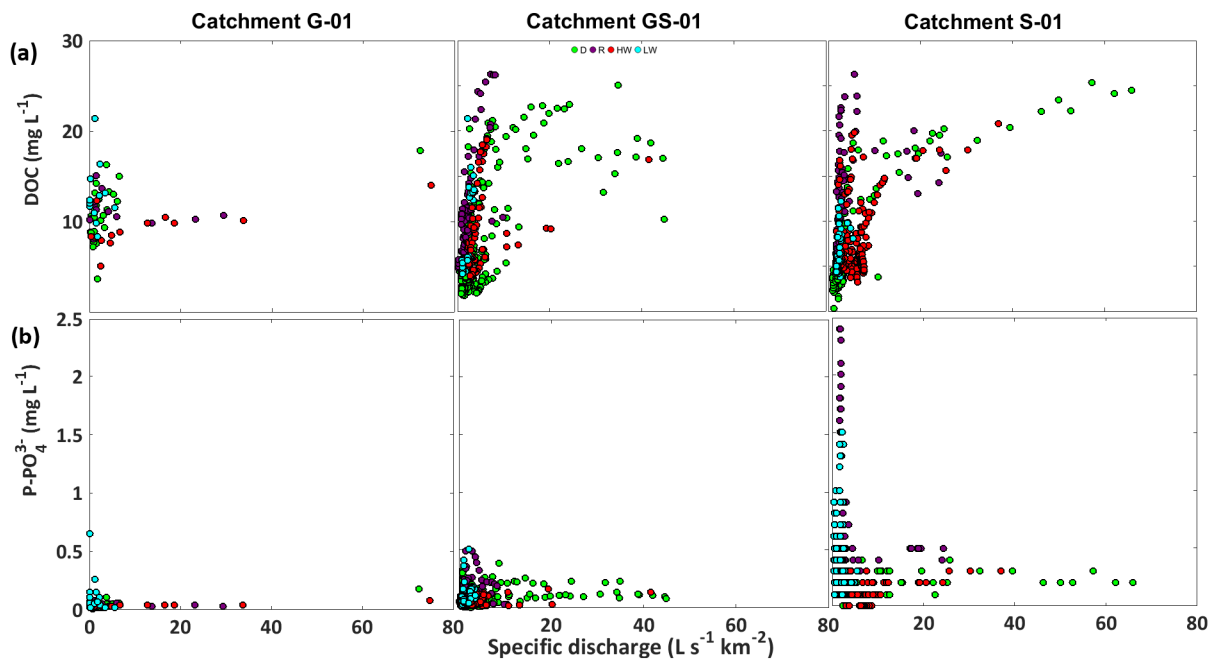 Catchment G-01 Catchment GS-01 Catchment S-01
(a)
D R HW LW
30
20
10
DOC (mg L⁻¹)
(b)
2.5
2
1.5
1
0.5
0
P-PO₄³⁻ (mg L⁻¹)
0 20 40 60 80 20 40 60 80 20 40 60 80
Specific discharge (L s⁻¹ km⁻²)